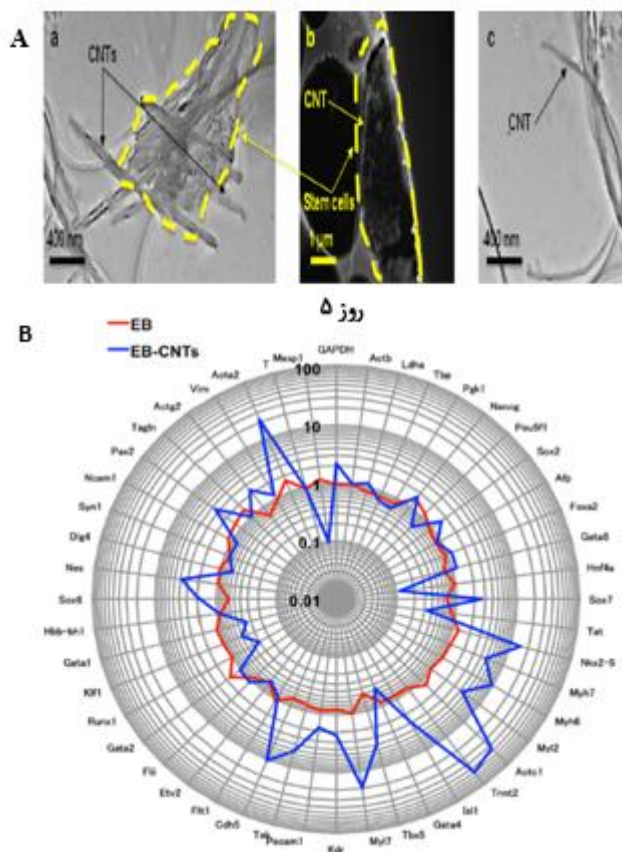 A
a
CNTs
400 nm
b
CNT
Stem cells
1 µm
c
CNT
400 nm
روز ۵
B
EB
EB-CNTs
100
10
1
0.1
0.01
GAPDH
Actb
Ldha
Tbp
Pgk1
Nanog
Pou5f1
Sox2
Afp
Foxa2
Gata6
Hnf4a
Sox7
Tat
Nkx2-5
Myh7
Myh6
Myl2
Actc1
Tnnt2
Isl1
Gata4
Tbx5
Myl7
Kdr
Pecam1
Cdh5
Flt1
Etv2
Fli
Gata2
Runx1
Klf1
Gata1
Hbb-bh1
Nes
Dlg4
Syn1
Ncam1
Pax2
Tagln
Actg2
Vim
Acta2
T
Mesp1